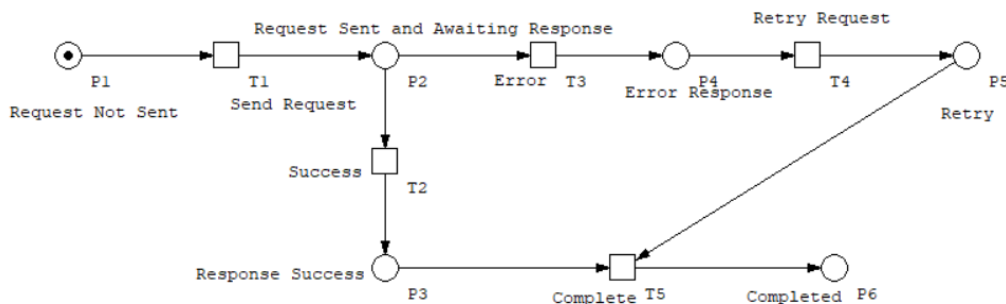 Request Sent and Awaiting Response
Retry Request
P1
T1
P2
Error
T3
P4
T4
P5
Request Not Sent
Send Request
Error Response
Retry
Success
T2
Response Success
P3
Complete
T5
Completed
P6